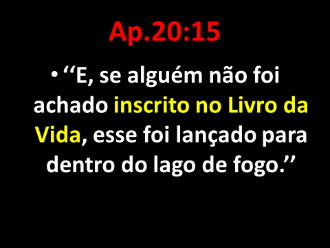 Ap.20:15
• ‘‘E, se alguém não foi
achado inscrito no Livro da
Vida, esse foi lançado para
dentro do lago de fogo.’’